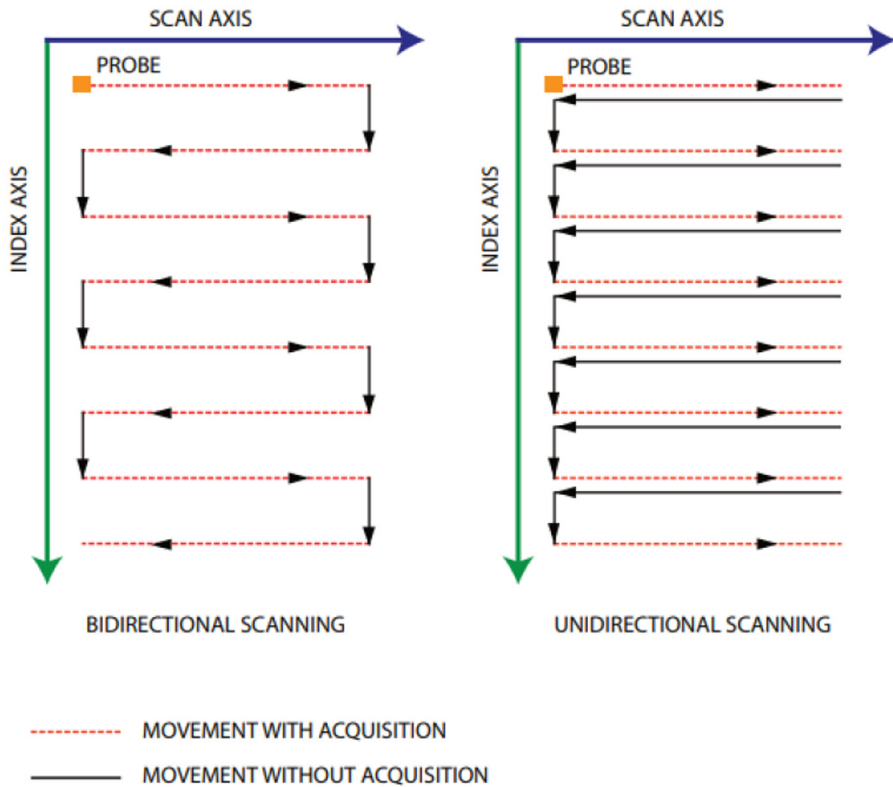 SCAN AXIS
PROBE
INDEX AXIS
BIDIRECTIONAL SCANNING
SCAN AXIS
PROBE
INDEX AXIS
UNIDIRECTIONAL SCANNING
MOVEMENT WITH ACQUISITION
MOVEMENT WITHOUT ACQUISITION